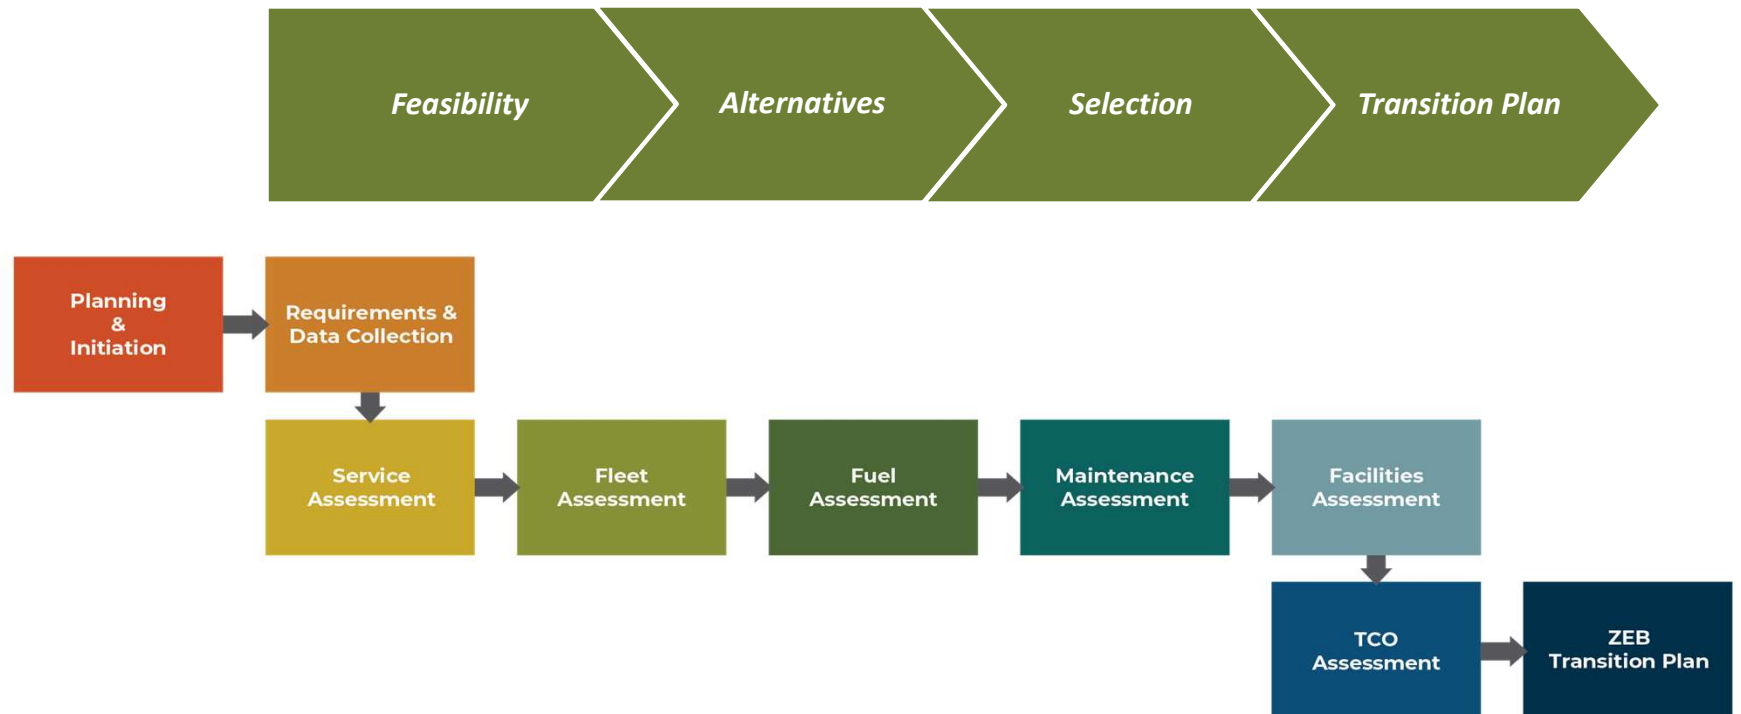 Feasibility
Alternatives
Selection
Transition Plan
Planning
&
Initiation
Requirements &
Data Collection
Service
Assessment
Fleet
Assessment
Fuel
Assessment
Maintenance
Assessment
Facilities
Assessment
TCO
Assessment
ZEB
Transition Plan